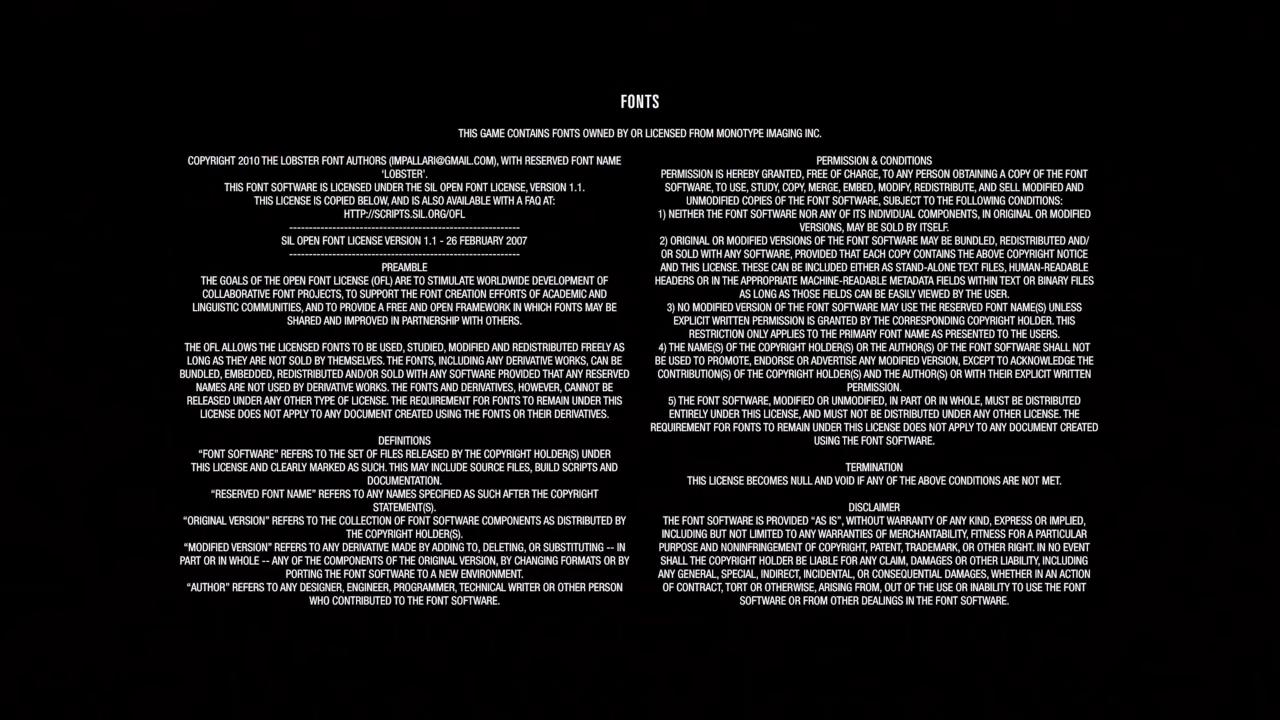 FONTS
THIS GAME CONTAINS FONTS OWNED BY OR LICENSED FROM MONOTYPE IMAGING INC.
COPYRIGHT 2010 THE LOBSTER FONT AUTHORS (IMPALLARI@GMAIL.COM), WITH RESERVED FONT NAME
‘LOBSTER’.
THIS FONT SOFTWARE IS LICENSED UNDER THE SIL OPEN FONT LICENSE, VERSION 1.1.
THIS LICENSE IS COPIED BELOW, AND IS ALSO AVAILABLE WITH A FAQ AT:
HTTP://SCRIPTS.SIL.ORG/OFL
-----------------------------------------------------------
SIL OPEN FONT LICENSE VERSION 1.1 - 26 FEBRUARY 2007
-----------------------------------------------------------
PREAMBLE
THE GOALS OF THE OPEN FONT LICENSE (OFL) ARE TO STIMULATE WORLDWIDE DEVELOPMENT OF
COLLABORATIVE FONT PROJECTS, TO SUPPORT THE FONT CREATION EFFORTS OF ACADEMIC AND
LINGUISTIC COMMUNITIES, AND TO PROVIDE A FREE AND OPEN FRAMEWORK IN WHICH FONTS MAY BE
SHARED AND IMPROVED IN PARTNERSHIP WITH OTHERS.
THE OFL ALLOWS THE LICENSED FONTS TO BE USED, STUDIED, MODIFIED AND REDISTRIBUTED FREELY AS
LONG AS THEY ARE NOT SOLD BY THEMSELVES. THE FONTS, INCLUDING ANY DERIVATIVE WORKS, CAN BE
BUNDLED, EMBEDDED, REDISTRIBUTED AND/OR SOLD WITH ANY SOFTWARE PROVIDED THAT ANY RESERVED
NAMES ARE NOT USED BY DERIVATIVE WORKS. THE FONTS AND DERIVATIVES, HOWEVER, CANNOT BE
RELEASED UNDER ANY OTHER TYPE OF LICENSE. THE REQUIREMENT FOR FONTS TO REMAIN UNDER THIS
LICENSE DOES NOT APPLY TO ANY DOCUMENT CREATED USING THE FONTS OR THEIR DERIVATIVES.
DEFINITIONS
“FONT SOFTWARE” REFERS TO THE SET OF FILES RELEASED BY THE COPYRIGHT HOLDER(S) UNDER
THIS LICENSE AND CLEARLY MARKED AS SUCH. THIS MAY INCLUDE SOURCE FILES, BUILD SCRIPTS AND
DOCUMENTATION.
“RESERVED FONT NAME” REFERS TO ANY NAMES SPECIFIED AS SUCH AFTER THE COPYRIGHT
STATEMENT(S).
“ORIGINAL VERSION” REFERS TO THE COLLECTION OF FONT SOFTWARE COMPONENTS AS DISTRIBUTED BY
THE COPYRIGHT HOLDER(S).
“MODIFIED VERSION” REFERS TO ANY DERIVATIVE MADE BY ADDING TO, DELETING, OR SUBSTITUTING -- IN
PART OR IN WHOLE -- ANY OF THE COMPONENTS OF THE ORIGINAL VERSION, BY CHANGING FORMATS OR BY
PORTING THE FONT SOFTWARE TO A NEW ENVIRONMENT.
“AUTHOR” REFERS TO ANY DESIGNER, ENGINEER, PROGRAMMER, TECHNICAL WRITER OR OTHER PERSON
WHO CONTRIBUTED TO THE FONT SOFTWARE.
PERMISSION & CONDITIONS
PERMISSION IS HEREBY GRANTED, FREE OF CHARGE, TO ANY PERSON OBTAINING A COPY OF THE FONT
SOFTWARE, TO USE, STUDY, COPY, MERGE, EMBED, MODIFY, REDISTRIBUTE, AND SELL MODIFIED AND
UNMODIFIED COPIES OF THE FONT SOFTWARE, SUBJECT TO THE FOLLOWING CONDITIONS:
1) NEITHER THE FONT SOFTWARE NOR ANY OF ITS INDIVIDUAL COMPONENTS, IN ORIGINAL OR MODIFIED
VERSIONS, MAY BE SOLD BY ITSELF.
2) ORIGINAL OR MODIFIED VERSIONS OF THE FONT SOFTWARE MAY BE BUNDLED, REDISTRIBUTED AND/
OR SOLD WITH ANY SOFTWARE, PROVIDED THAT EACH COPY CONTAINS THE ABOVE COPYRIGHT NOTICE
AND THIS LICENSE. THESE CAN BE INCLUDED EITHER AS STAND-ALONE TEXT FILES, HUMAN-READABLE
HEADERS OR IN THE APPROPRIATE MACHINE-READABLE METADATA FIELDS WITHIN TEXT OR BINARY FILES
AS LONG AS THOSE FIELDS CAN BE EASILY VIEWED BY THE USER.
3) NO MODIFIED VERSION OF THE FONT SOFTWARE MAY USE THE RESERVED FONT NAME(S) UNLESS
EXPLICIT WRITTEN PERMISSION IS GRANTED BY THE CORRESPONDING COPYRIGHT HOLDER. THIS
RESTRICTION ONLY APPLIES TO THE PRIMARY FONT NAME AS PRESENTED TO THE USERS.
4) THE NAME(S) OF THE COPYRIGHT HOLDER(S) OR THE AUTHOR(S) OF THE FONT SOFTWARE SHALL NOT
BE USED TO PROMOTE, ENDORSE OR ADVERTISE ANY MODIFIED VERSION, EXCEPT TO ACKNOWLEDGE THE
CONTRIBUTION(S) OF THE COPYRIGHT HOLDER(S) AND THE AUTHOR(S) OR WITH THEIR EXPLICIT WRITTEN
PERMISSION.
5) THE FONT SOFTWARE, MODIFIED OR UNMODIFIED, IN PART OR IN WHOLE, MUST BE DISTRIBUTED
ENTIRELY UNDER THIS LICENSE, AND MUST NOT BE DISTRIBUTED UNDER ANY OTHER LICENSE. THE
REQUIREMENT FOR FONTS TO REMAIN UNDER THIS LICENSE DOES NOT APPLY TO ANY DOCUMENT CREATED
USING THE FONT SOFTWARE.
TERMINATION
THIS LICENSE BECOMES NULL AND VOID IF ANY OF THE ABOVE CONDITIONS ARE NOT MET.
DISCLAIMER
THE FONT SOFTWARE IS PROVIDED “AS IS”, WITHOUT WARRANTY OF ANY KIND, EXPRESS OR IMPLIED,
INCLUDING BUT NOT LIMITED TO ANY WARRANTIES OF MERCHANTABILITY, FITNESS FOR A PARTICULAR
PURPOSE AND NONINFRINGEMENT OF COPYRIGHT, PATENT, TRADEMARK, OR OTHER RIGHT. IN NO EVENT
SHALL THE COPYRIGHT HOLDER BE LIABLE FOR ANY CLAIM, DAMAGES OR OTHER LIABILITY, INCLUDING
ANY GENERAL, SPECIAL, INDIRECT, INCIDENTAL, OR CONSEQUENTIAL DAMAGES, WHETHER IN AN ACTION
OF CONTRACT, TORT OR OTHERWISE, ARISING FROM, OUT OF THE USE OR INABILITY TO USE THE FONT
SOFTWARE OR FROM OTHER DEALINGS IN THE FONT SOFTWARE.